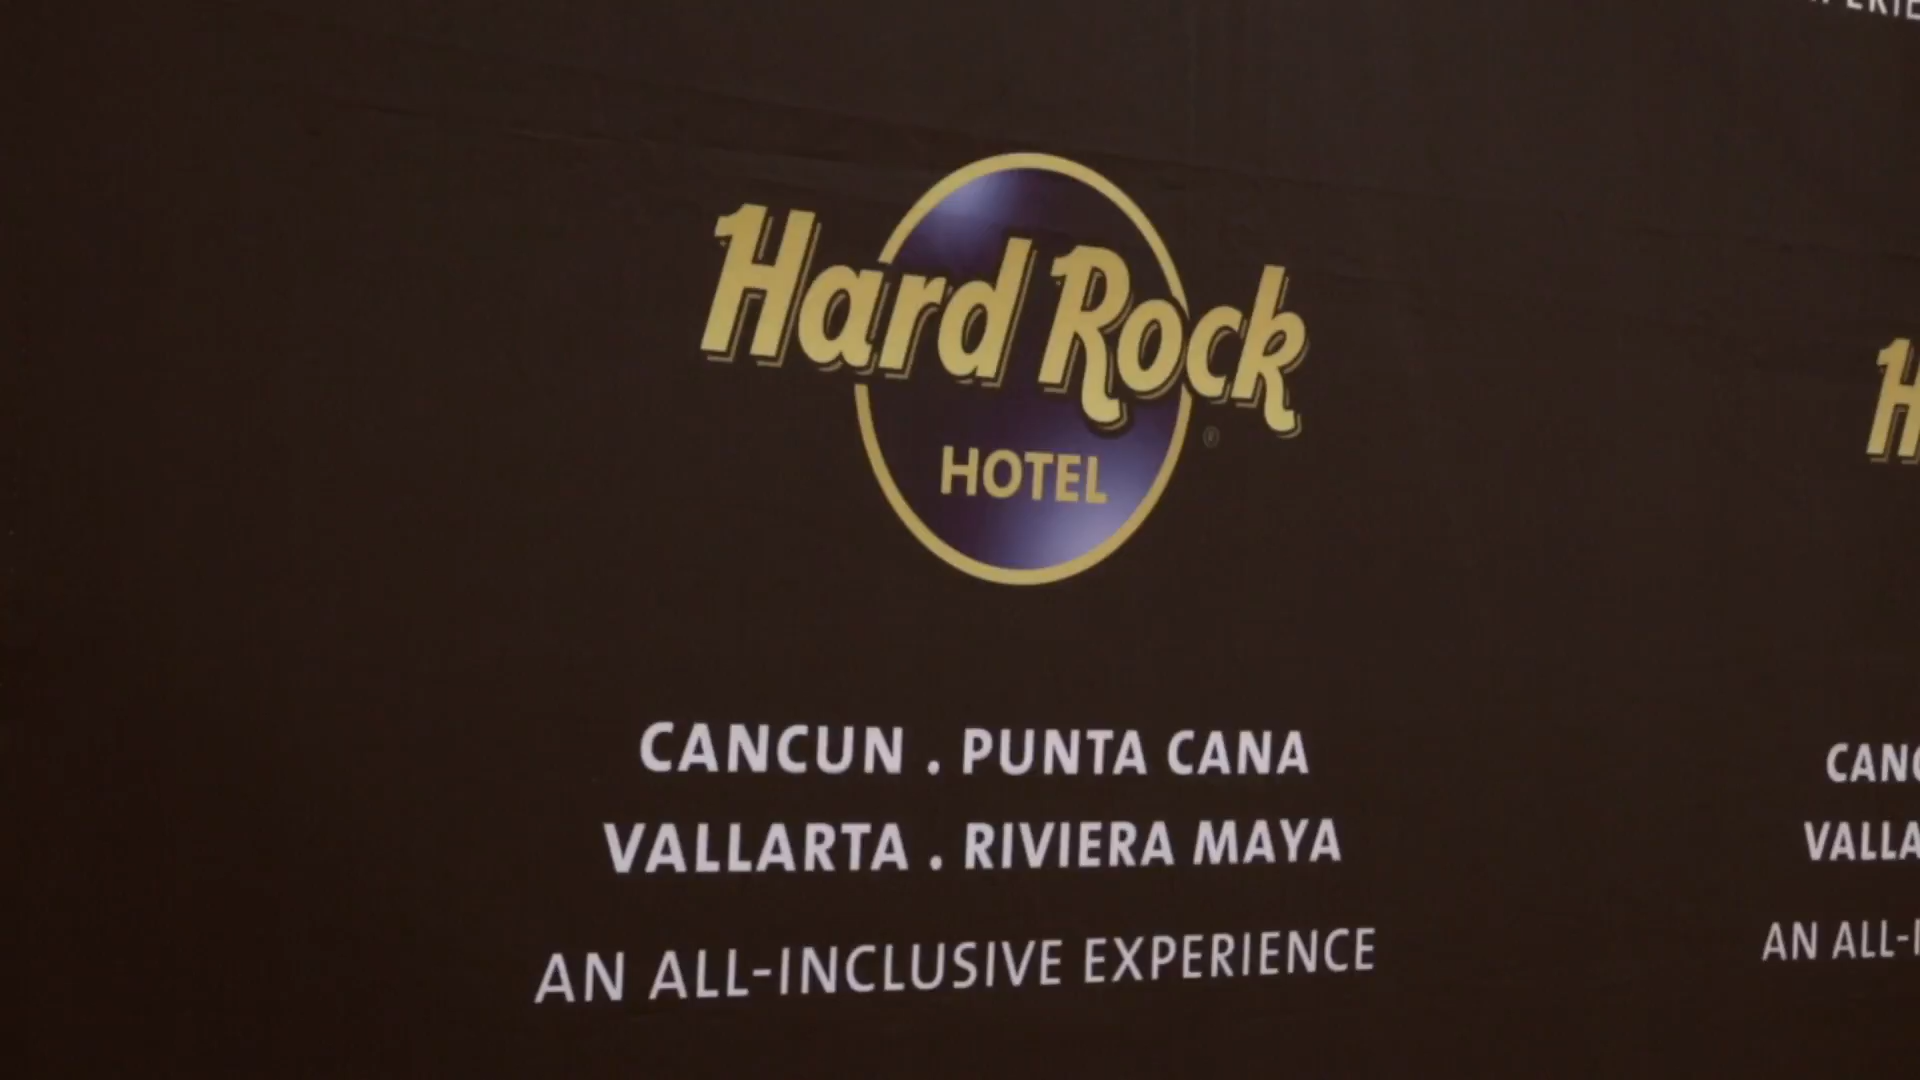 Hard Rock
HOTEL
®
CANCUN . PUNTA CANA
VALLARTA . RIVIERA MAYA
AN ALL-INCLUSIVE EXPERIENCE